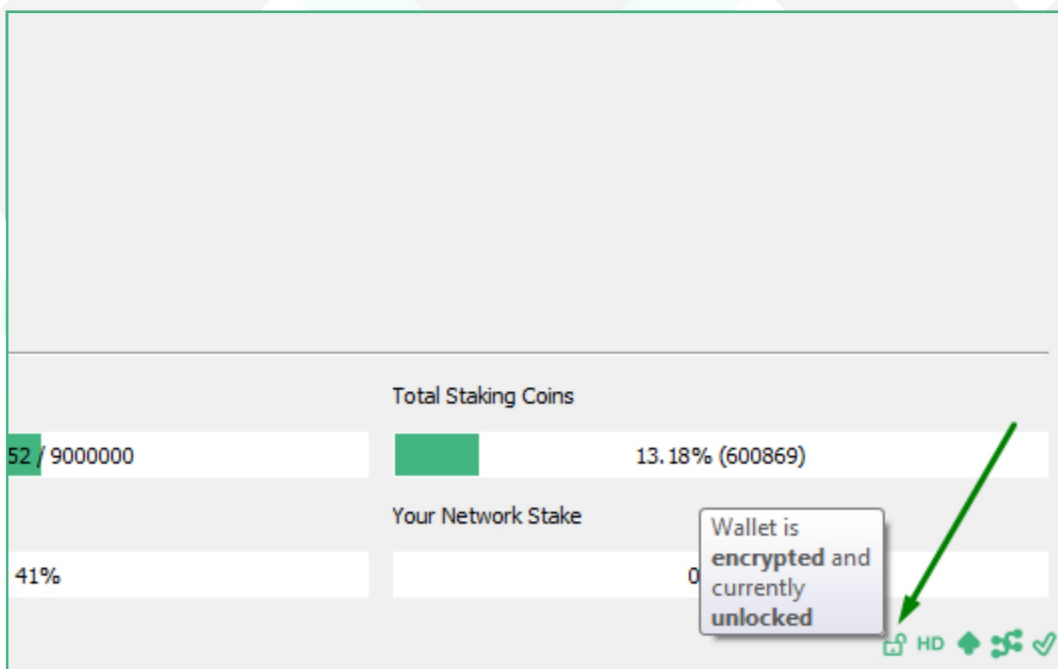 Total Staking Coins
52 / 9000000
13.18% (600869)
Your Network Stake
41%
0
Wallet is
encrypted and
currently
unlocked
HD